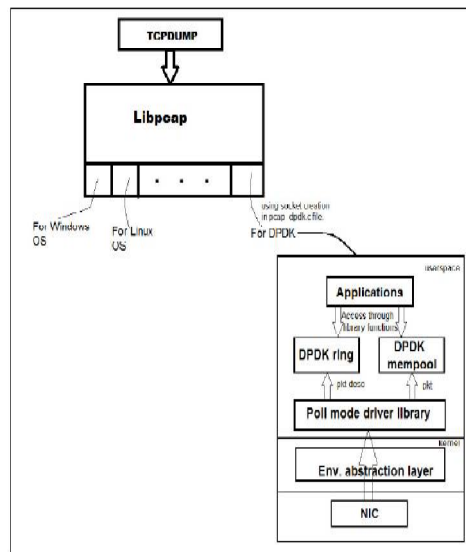 TCPDUMP
Libpcap
. . .
For Windows
OS
For Linux
OS
using socket creation
in pcap_dpdk.c file.
For DPDK
userspace
Applications
Access through
library functions
DPDK ring
DPDK
mempool
pkt desc
pkt
Poll mode driver library
kernel
Env. abstraction layer
NIC